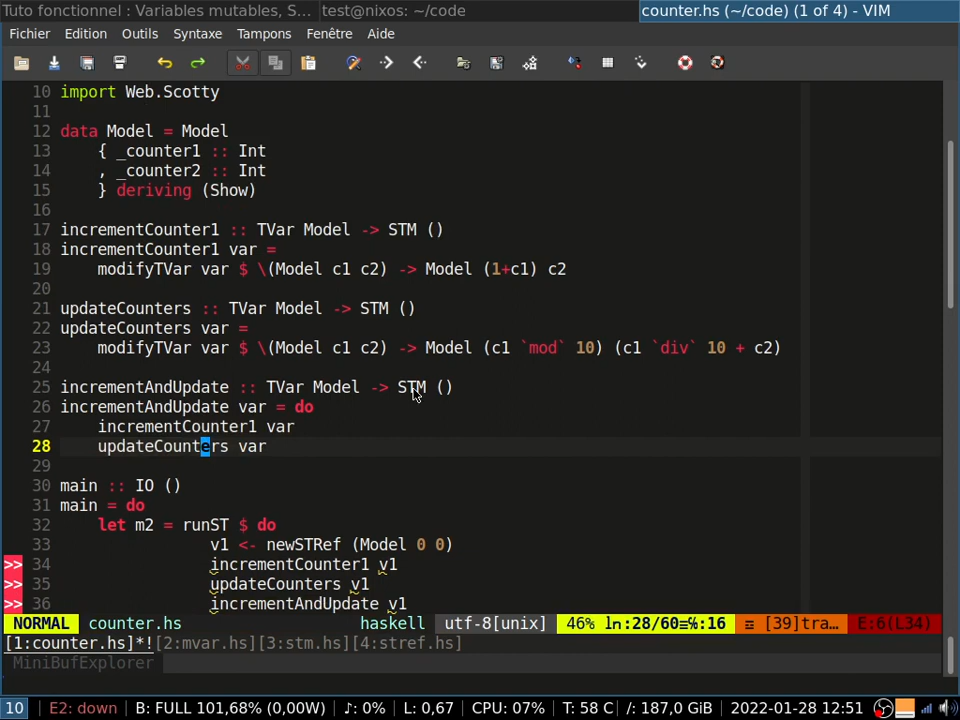 Tuto fonctionnel : Variables mutables, S... test@nixos: ~/code counter.hs (~/code) (1 of 4) - VIM
Fichier Edition Outils Syntaxe Tampons Fenêtre Aide
10 import Web.Scotty
11
12 data Model = Model
13 { _counter1 :: Int
14 , _counter2 :: Int
15 } deriving (Show)
16
17 incrementCounter1 :: TVar Model -> STM ()
18 incrementCounter1 var =
19 modifyTVar var $ \(Model c1 c2) -> Model (1+c1) c2
20
21 updateCounters :: TVar Model -> STM ()
22 updateCounters var =
23 modifyTVar var $ \(Model c1 c2) -> Model (c1 `mod` 10) (c1 `div` 10 + c2)
24
25 incrementAndUpdate :: TVar Model -> STM ()
26 incrementAndUpdate var = do
27 incrementCounter1 var
28 updateCounters var
29
30 main :: IO ()
31 main = do
32 let m2 = runST $ do
33 v1 <- newSTRef (Model 0 0)
>> 34 incrementCounter1 v1
>> 35 updateCounters v1
>> 36 incrementAndUpdate v1
NORMAL counter.hs haskell utf-8[unix] 46% ln:28/60≡℅:16 ☲ [39]tra… E:6(L34)
[1:counter.hs]*![2:mvar.hs][3:stm.hs][4:stref.hs]
MiniBufExplorer
10 E2: down B: FULL 101,68% (0,00W) ♪: 0% L: 0,67 CPU: 07% T: 58 C /: 187,0 GiB 2022-01-28 12:51